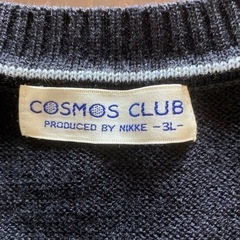 COSMOS CLUB
PRODUCED BY NIKKE -3L-